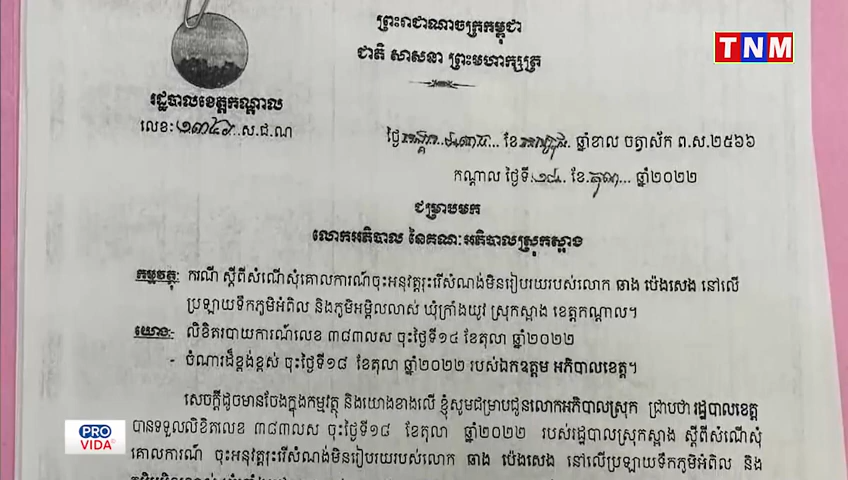 ព្រះរាជាណាចក្រកម្ពុជា
ជាតិ សាសនា ព្រះមហាក្សត្រ
TNM
រដ្ឋបាលខេត្តកណ្តាល
លេខៈ ស.ជ.ណ
ថ្ងៃ ខែ ឆ្នាំខាល ចត្វាស័ក ព.ស.២៥៦៦
កណ្តាល ថ្ងៃទី ១៨ ខែ តុលា ឆ្នាំ២០២២
ជម្រាបមក
លោកអភិបាល នៃគណៈអភិបាលស្រុកស្អាង
កម្មវត្ថុៈ ករណី ស្តីពីសំណើសុំគោលការណ៍ចុះអនុវត្តរុះរើសំណង់មិនរៀបរយរបស់លោក ឆាង ប៉េងសេង នៅលើ
ប្រឡាយទឹកភូមិអំពិល និងភូមិអម្ពិលលាស់ ឃុំក្រាំងយូវ ស្រុកស្អាង ខេត្តកណ្តាល។
យោងៈ - លិខិតរបាយការណ៍លេខ ៣៨៣លស ចុះថ្ងៃទី១៤ ខែតុលា ឆ្នាំ២០២២
- ចំណារដ៏ខ្ពង់ខ្ពស់ ចុះថ្ងៃទី១៨ ខែតុលា ឆ្នាំ២០២២ របស់ឯកឧត្តម អភិបាលខេត្ត។
សេចក្តីដូចមានចែងក្នុងកម្មវត្ថុ និងយោងខាងលើ ខ្ញុំសូមជម្រាបជូនលោកអភិបាលស្រុក ជ្រាបថា រដ្ឋបាលខេត្ត
បានទទួលលិខិតលេខ ៣៨៣លស ចុះថ្ងៃទី១៨ ខែតុលា ឆ្នាំ២០២២ របស់រដ្ឋបាលស្រុកស្អាង ស្តីពីសំណើសុំ
គោលការណ៍ ចុះអនុវត្តរុះរើសំណង់មិនរៀបរយរបស់លោក ឆាង ប៉េងសេង នៅលើប្រឡាយទឹកភូមិអំពិល និង
PRO
VIDA